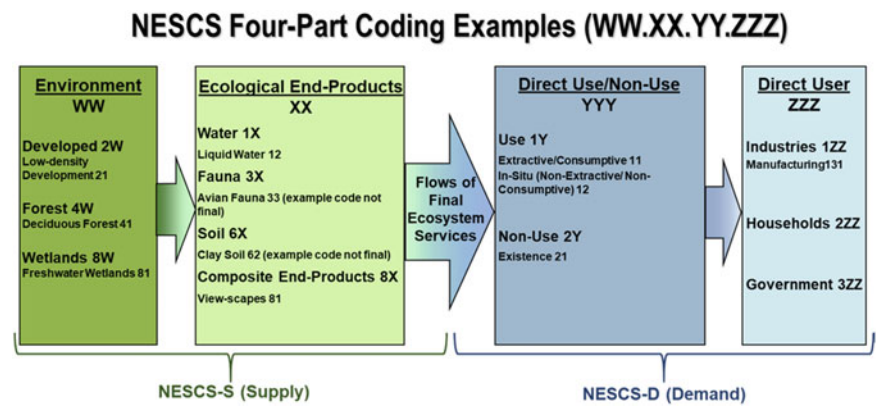 NESCS Four-Part Coding Examples (WW.XX.YY.ZZZ)
Environment
WW
Developed 2W
Low-density
Development 21
Forest 4W
Deciduous Forest 41
Wetlands 8W
Freshwater Wetlands 81
Ecological End-Products
XX
Water 1X
Liquid Water 12
Fauna 3X
Avian Fauna 33 (example code not
final)
Soil 6X
Clay Soil 62 (example code not final)
Composite End-Products 8X
View-scapes 81
Flows of
Final
Ecosystem
Services
Direct Use/Non-Use
YYY
Use 1Y
Extractive/Consumptive 11
In-Situ (Non-Extractive/ Non-
Consumptive) 12
Non-Use 2Y
Existence 21
Direct User
ZZZ
Industries 1ZZ
Manufacturing131
Households 2ZZ
Government 3ZZ
NESCS-S (Supply)
NESCS-D (Demand)